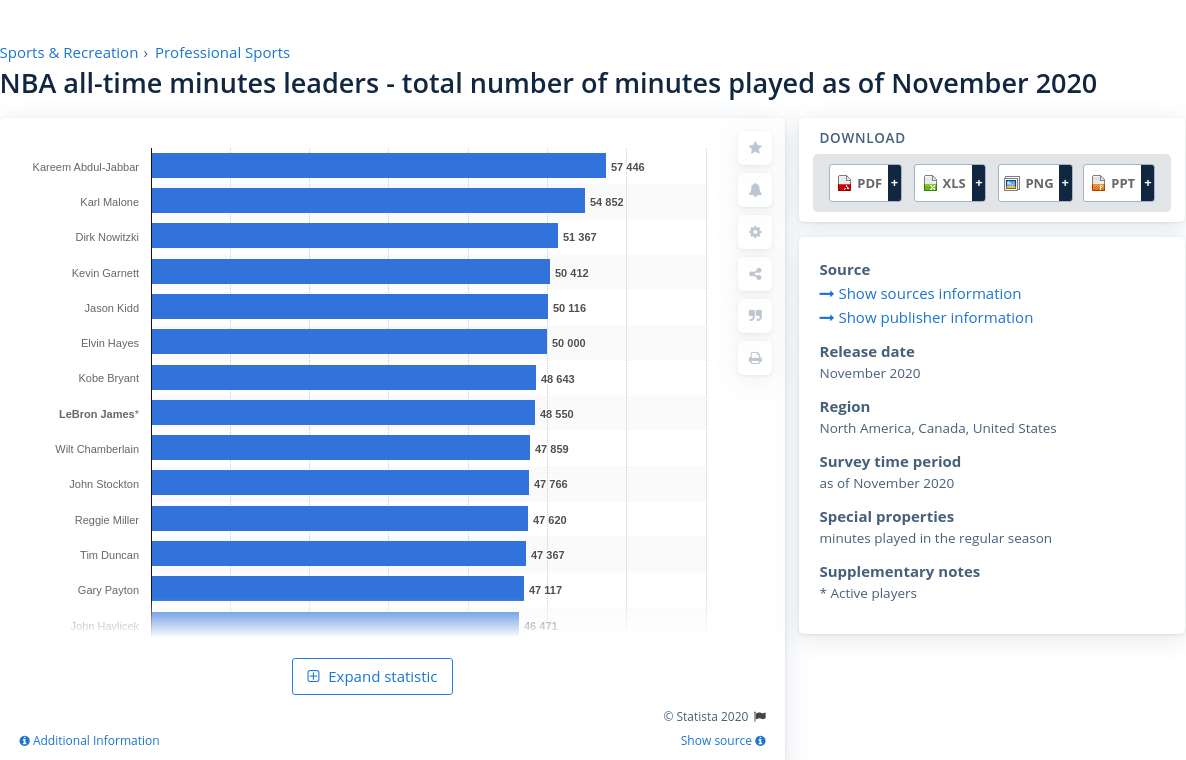 Sports & Recreation › Professional Sports
NBA all-time minutes leaders - total number of minutes played as of November 2020
Kareem Abdul-Jabbar 57 446
Karl Malone 54 852
Dirk Nowitzki 51 367
Kevin Garnett 50 412
Jason Kidd 50 116
Elvin Hayes 50 000
Kobe Bryant 48 643
LeBron James* 48 550
Wilt Chamberlain 47 859
John Stockton 47 766
Reggie Miller 47 620
Tim Duncan 47 367
Gary Payton 47 117
John Havlicek 46 471
Expand statistic
© Statista 2020
Additional Information
Show source
DOWNLOAD
PDF + XLS + PNG + PPT +
Source
Show sources information
Show publisher information
Release date
November 2020
Region
North America, Canada, United States
Survey time period
as of November 2020
Special properties
minutes played in the regular season
Supplementary notes
* Active players